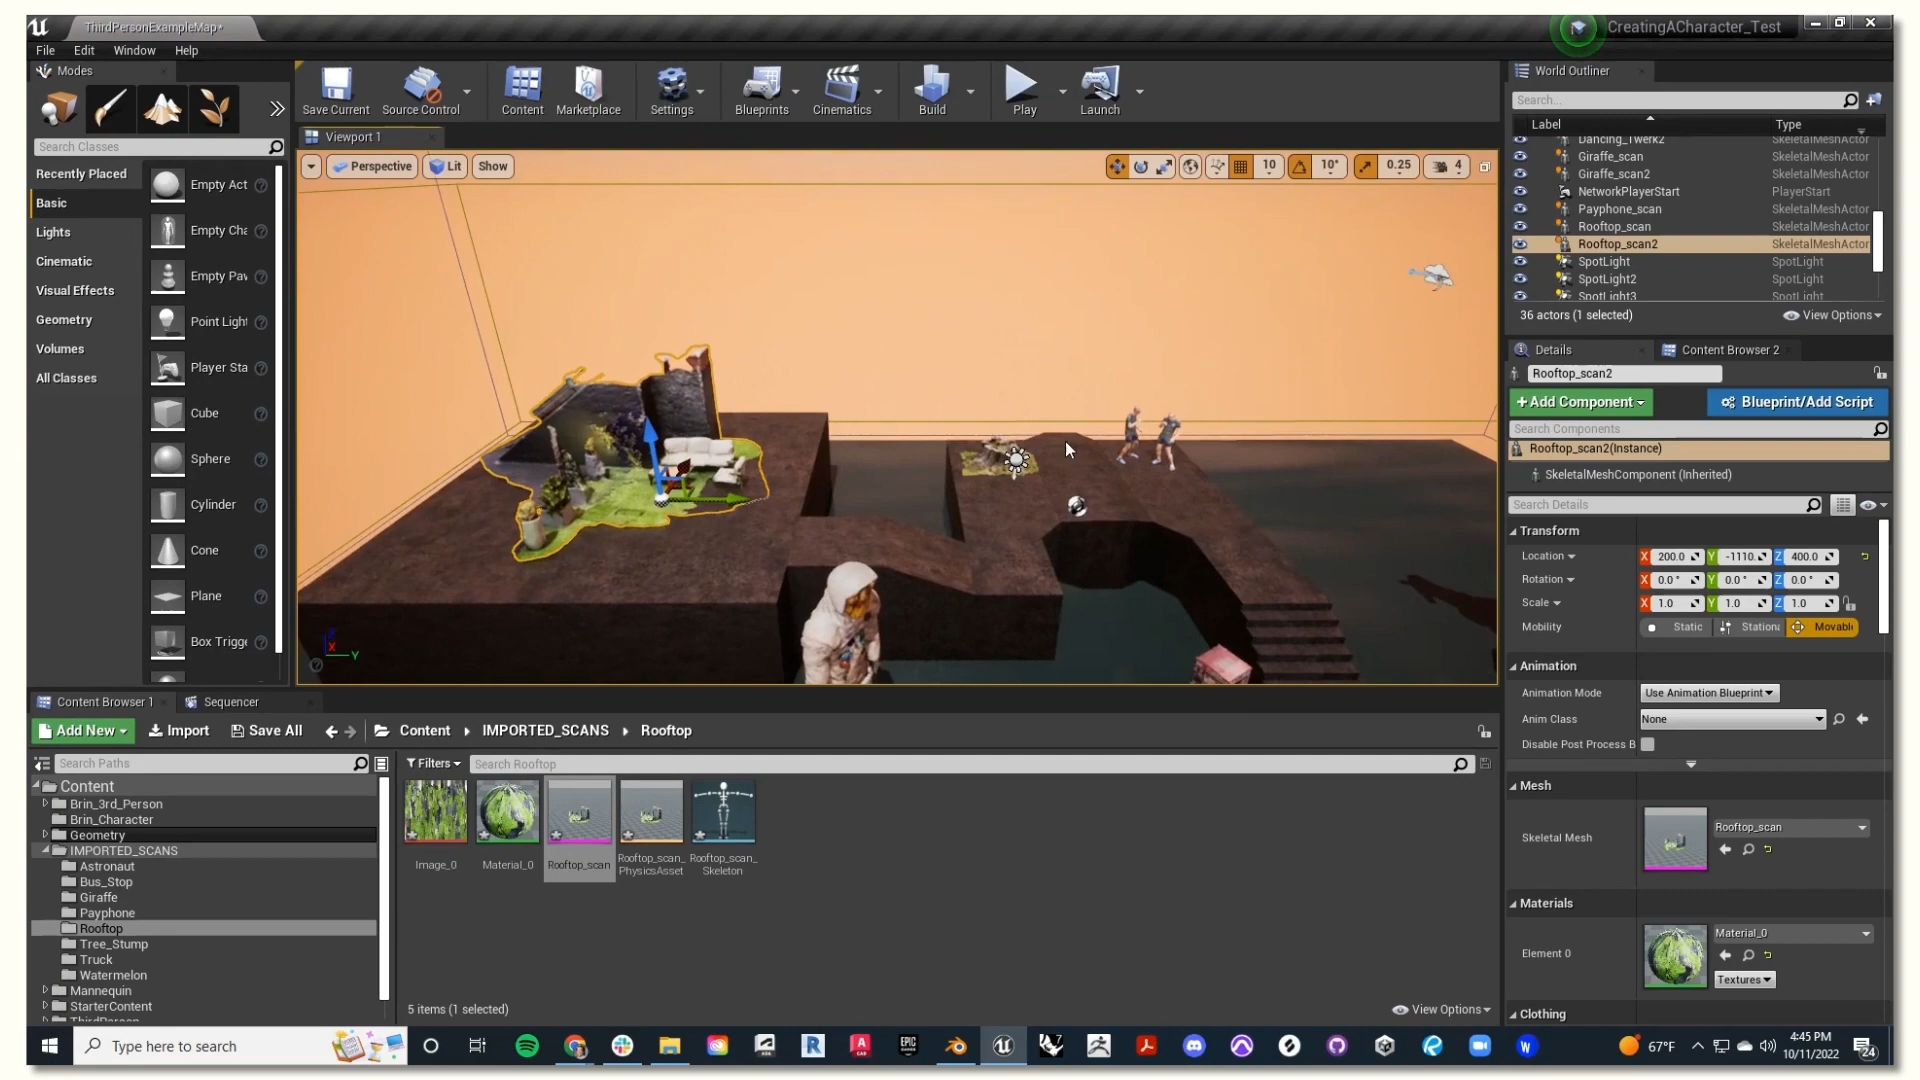 ThirdPersonExampleMap*
CreatingACharacter_Test
File Edit Window Help
Modes
Search Classes
Recently Placed
Basic
Lights
Cinematic
Visual Effects
Geometry
Volumes
All Classes
Empty Act
Empty Cha
Empty Pav
Point Light
Player Sta
Cube
Sphere
Cylinder
Cone
Plane
Box Trigge
Save Current
Source Control
Content
Marketplace
Settings
Blueprints
Cinematics
Build
Play
Launch
Viewport 1
Perspective
Lit
Show
10
10°
0.25
4
X
Y
World Outliner
Search...
Label Type
Dancing_Twerk2 SkeletalMeshActor
Giraffe_scan SkeletalMeshActor
Giraffe_scan2 SkeletalMeshActor
NetworkPlayerStart PlayerStart
Payphone_scan SkeletalMeshActor
Rooftop_scan SkeletalMeshActor
Rooftop_scan2 SkeletalMeshActor
SpotLight SpotLight
SpotLight2 SpotLight
SpotLight3 SpotLight
36 actors (1 selected) View Options
Details
Content Browser 2
Rooftop_scan2
+Add Component
Blueprint/Add Script
Search Components
Rooftop_scan2(Instance)
SkeletalMeshComponent (Inherited)
Search Details
Transform
Location X 200.0 Y -1110. Z 400.0
Rotation X 0.0° Y 0.0° Z 0.0°
Scale X 1.0 Y 1.0 Z 1.0
Mobility Static Stationa Movable
Animation
Animation Mode Use Animation Blueprint
Anim Class None
Disable Post Process B
Mesh
Skeletal Mesh Rooftop_scan
Materials
Element 0 Material_0
Textures
Clothing
Content Browser 1
Sequencer
Add New
Import
Save All
Content
IMPORTED_SCANS
Rooftop
Search Paths
Filters
Search Rooftop
Content
Brin_3rd_Person
Brin_Character
Geometry
IMPORTED_SCANS
Astronaut
Bus_Stop
Giraffe
Payphone
Rooftop
Tree_Stump
Truck
Watermelon
Mannequin
StarterContent
ThirdPerson
Image_0
Material_0
Rooftop_scan
Rooftop_scan_
PhysicsAsset
Rooftop_scan_
Skeleton
5 items (1 selected)
View Options
Type here to search
EPIC
GAMES
67°F
4:45 PM
10/11/2022
24